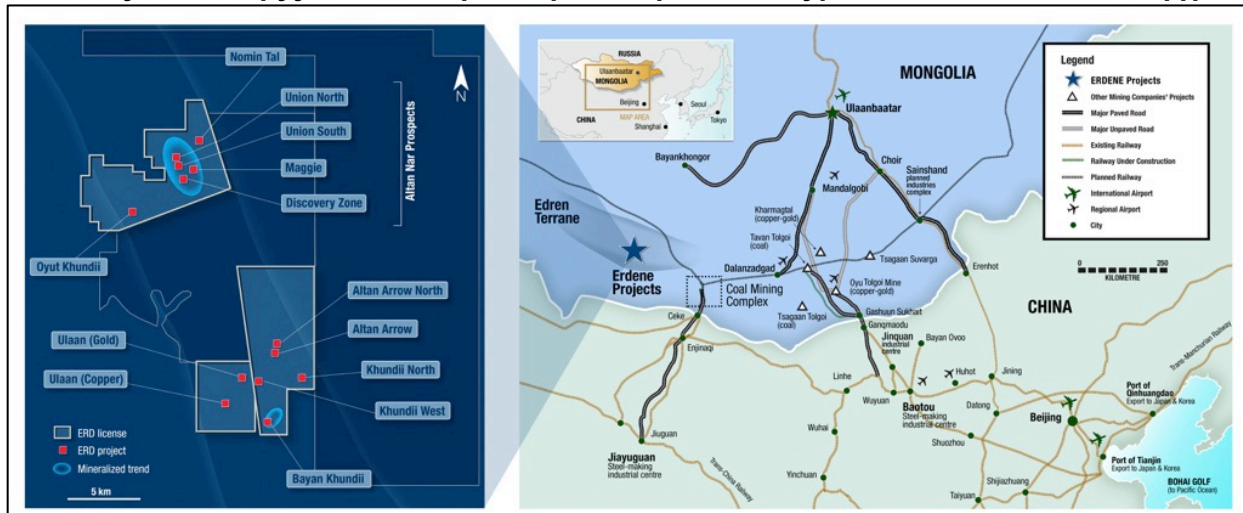 Nomin Tal
Union North
Union South
Maggie
Discovery Zone
Altan Nar Prospects
N
Oyut Khundii
Altan Arrow North
Altan Arrow
Ulaan (Gold)
Khundii North
Ulaan (Copper)
Khundii West
Bayan Khundii
ERD license
ERD project
Mineralized trend
5 km
RUSSIA
Ulaanbaatar
MONGOLIA
Beijing
Seoul
MAP AREA
Tokyo
CHINA
Shanghai
MONGOLIA
Ulaanbaatar
Bayankhongor
Choir
Sainshand
planned
industries
complex
Mandalgobi
Edren
Terrane
Kharmagtal
(copper-gold)
Tavan Tolgoi
(coal)
Tsagaan Suvarga
Erdene
Projects
Dalanzadgad
Erenhot
Coal Mining
Complex
Oyu Tolgoi Mine
(copper-gold)
Tsagaan Tolgoi
(coal)
Gashuun Sukhait
Ceke
Ganqmaodu
CHINA
Enjinaqi
Jinquan
industrial
centre
Bayan Ovoo
Linhe
Huhot
Jining
Wuyuan
Baotou
Steel-making
industrial centre
Datong
Beijing
Port of
Qinhuangdao
Export to Japan & Korea
Trans-Manchurian Railway
Wuhai
Shuozhou
Jiuguan
Jiayuguan
Steel-making
industrial centre
Trans-China Railway
Yinchuan
Port of Tianjin
Export to Japan & Korea
Shijiazhuang
Taiyuan
BOHAI GOLF
(to Pacific Ocean)
Legend
ERDENE Projects
Other Mining Companies' Projects
Major Paved Road
Major Unpaved Road
Existing Railway
Railway Under Construction
Planned Railway
International Airport
Regional Airport
City
0 250
KILOMETRE